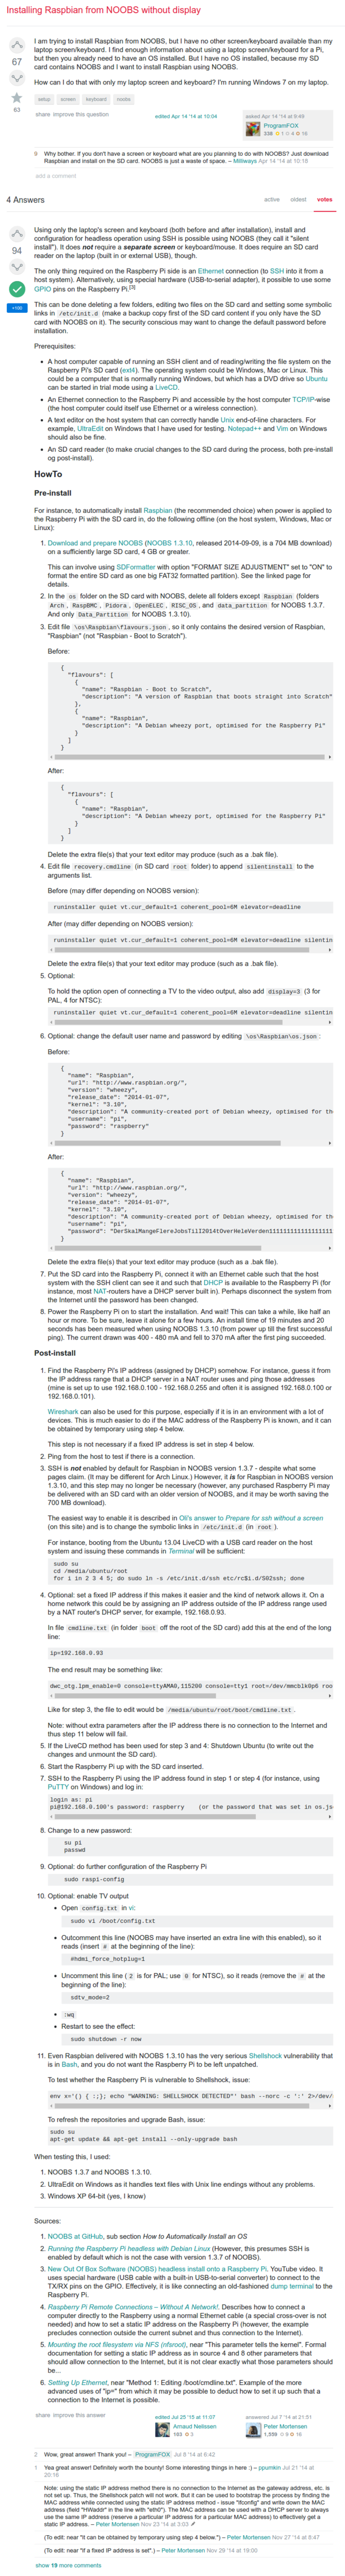 Installing Raspbian from NOOBS without display
67
63
I am trying to install Raspbian from NOOBS, but I have no other screen/keyboard available than my
laptop screen/keyboard. I find enough information about using a laptop screen/keyboard for a Pi,
but then you already need to have an OS installed. But I have no OS installed, because my SD
card contains NOOBS and I want to install Raspbian using NOOBS.
How can I do that with only my laptop screen and keyboard? I'm running Windows 7 on my laptop.
setup screen keyboard noobs
share improve this question
edited Apr 14 '14 at 10:04
asked Apr 14 '14 at 9:49
ProgramFOX
9 Why bother. If you don't have a screen or keyboard what are you planning to do with NOOBS? Just download
Raspbian and install on the SD card. NOOBS is just a waste of space. – Milliways Apr 14 '14 at 10:18
add a comment
4 Answers
active oldest votes
94
+100
Using only the laptop's screen and keyboard (both before and after installation), install and
configuration for headless operation using SSH is possible using NOOBS (they call it "silent
install"). It does not require a separate screen or keyboard/mouse. It does require an SD card
reader on the laptop (built in or external USB), though.
The only thing required on the Raspberry Pi side is an Ethernet connection (to SSH into it from a
host system). Alternatively, using special hardware (USB-to-serial adapter), it possible to use some
GPIO pins on the Raspberry Pi.[3]
This can be done deleting a few folders, editing two files on the SD card and setting some symbolic
links in /etc/init.d (make a backup copy first of the SD card content if you only have the SD
card with NOOBS on it). The security conscious may want to change the default password before
installation.
Prerequisites:
• A host computer capable of running an SSH client and of reading/writing the file system on the
Raspberry Pi's SD card (ext4). The operating system could be Windows, Mac or Linux. This
could be a computer that is normally running Windows, but which has a DVD drive so Ubuntu
can be started in trial mode using a LiveCD.
• An Ethernet connection to the Raspberry Pi and accessible by the host computer TCP/IP-wise
(the host computer could itself use Ethernet or a wireless connection).
• A text editor on the host system that can correctly handle Unix end-of-line characters. For
example, UltraEdit on Windows that I have used for testing. Notepad++ and Vim on Windows
should also be fine.
• An SD card reader (to make crucial changes to the SD card during the process, both pre-install
og post-install).
HowTo
Pre-install
For instance, to automatically install Raspbian (the recommended choice) when power is applied to
the Raspberry Pi with the SD card in, do the following offline (on the host system, Windows, Mac or
Linux):
1. Download and prepare NOOBS (NOOBS 1.3.10, released 2014-09-09, is a 704 MB download)
on a sufficiently large SD card, 4 GB or greater.
This can involve using SDFormatter with option "FORMAT SIZE ADJUSTMENT" set to "ON" to
format the entire SD card as one big FAT32 formatted partition). See the linked page for
details.
2. In the os folder on the SD card with NOOBS, delete all folders except Raspbian (folders
Arch , RaspBMC , Pidora , OpenELEC , RISC_OS , and data_partition for NOOBS 1.3.7.
And only Data_Partition for NOOBS 1.3.10).
3. Edit file \os\Raspbian\flavours.json , so it only contains the desired version of Raspbian,
"Raspbian" (not "Raspbian - Boot to Scratch").
Before:
{
"flavours": [
{
"name": "Raspbian - Boot to Scratch",
"description": "A version of Raspbian that boots straight into Scratch"
},
{
"name": "Raspbian",
"description": "A Debian wheezy port, optimised for the Raspberry Pi"
}
]
}
After:
{
"flavours": [
{
"name": "Raspbian",
"description": "A Debian wheezy port, optimised for the Raspberry Pi"
}
]
}
Delete the extra file(s) that your text editor may produce (such as a .bak file).
4. Edit file recovery.cmdline (in SD card root folder) to append silentinstall to the
arguments list.
Before (may differ depending on NOOBS version):
runinstaller quiet vt.cur_default=1 coherent_pool=6M elevator=deadline
After (may differ depending on NOOBS version):
runinstaller quiet vt.cur_default=1 coherent_pool=6M elevator=deadline silentin
Delete the extra file(s) that your text editor may produce (such as a .bak file).
5. Optional:
To hold the option open of connecting a TV to the video output, also add display=3 (3 for
PAL, 4 for NTSC):
runinstaller quiet vt.cur_default=1 coherent_pool=6M elevator=deadline silentin
6. Optional: change the default user name and password by editing \os\Raspbian\os.json :
Before:
{
"name": "Raspbian",
"url": "http://www.raspbian.org/",
"version": "wheezy",
"release_date": "2014-01-07",
"kernel": "3.10",
"description": "A community-created port of Debian wheezy, optimised for th
"username": "pi",
"password": "raspberry"
}
After:
{
"name": "Raspbian",
"url": "http://www.raspbian.org/",
"version": "wheezy",
"release_date": "2014-01-07",
"kernel": "3.10",
"description": "A community-created port of Debian wheezy, optimised for th
"username": "pi",
}
Delete the extra file(s) that your text editor may produce (such as a .bak file).
7. Put the SD card into the Raspberry Pi, connect it with an Ethernet cable such that the host
system with the SSH client can see it and such that DHCP is available to the Raspberry Pi (for
instance, most NAT-routers have a DHCP server built in). Perhaps disconnect the system from
the Internet until the password has been changed.
8. Power the Raspberry Pi on to start the installation. And wait! This can take a while, like half an
hour or more. To be sure, leave it alone for a few hours. An install time of 19 minutes and 20
seconds has been measured when using NOOBS 1.3.10 (from power up till the first successful
ping). The current drawn was 400 - 480 mA and fell to 370 mA after the first ping succeeded.
Post-install
1. Find the Raspberry Pi's IP address (assigned by DHCP) somehow. For instance, guess it from
the IP address range that a DHCP server in a NAT router uses and ping those addresses
(mine is set up to use 192.168.0.100 - 192.168.0.255 and often it is assigned 192.168.0.100 or
192.168.0.101).
Wireshark can also be used for this purpose, especially if it is in an environment with a lot of
devices. This is much easier to do if the MAC address of the Raspberry Pi is known, and it can
be obtained by temporary using step 4 below.
This step is not necessary if a fixed IP address is set in step 4 below.
2. Ping from the host to test if there is a connection.
3. SSH is not enabled by default for Raspbian in NOOBS version 1.3.7 - despite what some
pages claim. (It may be different for Arch Linux.) However, it is for Raspbian in NOOBS version
1.3.10, and this step may no longer be necessary (however, any purchased Raspberry Pi may
be delivered with an SD card with an older version of NOOBS, and it may be worth saving the
700 MB download).
The easiest way to enable it is described in Oli's answer to Prepare for ssh without a screen
(on this site) and is to change the symbolic links in /etc/init.d (in root ).
For instance, booting from the Ubuntu 13.04 LiveCD with a USB card reader on the host
system and issuing these commands in Terminal will be sufficient:
sudo su
cd /media/ubuntu/root
for i in 2 3 4 5; do sudo ln -s /etc/init.d/ssh etc/rc$i.d/S02ssh; done
4. Optional: set a fixed IP address if this makes it easier and the kind of network allows it. On a
home network this could be by assigning an IP address outside of the IP address range used
by a NAT router's DHCP server, for example, 192.168.0.93.
In file cmdline.txt (in folder boot off the root of the SD card) add this at the end of the long
line:
ip=192.168.0.93
The end result may be something like:
dwc_otg.lpm_enable=0 console=ttyAMA0,115200 console=tty1 root=/dev/mmcblk0p6 roo
Like for step 3, the file to edit would be /media/ubuntu/root/boot/cmdline.txt .
Note: without extra parameters after the IP address there is no connection to the Internet and
thus step 11 below will fail.
5. If the LiveCD method has been used for step 3 and 4: Shutdown Ubuntu (to write out the
changes and unmount the SD card).
6. Start the Raspberry Pi up with the SD card inserted.
7. SSH to the Raspberry Pi using the IP address found in step 1 or step 4 (for instance, using
PuTTY on Windows) and log in:
login as: pi
pi@192.168.0.100's password: raspberry (or the password that was set in os.js
8. Change to a new password:
su pi
passwd
9. Optional: do further configuration of the Raspberry Pi
sudo raspi-config
10. Optional: enable TV output
• Open config.txt in vi:
sudo vi /boot/config.txt
• Outcomment this line (NOOBS may have inserted an extra line with this enabled), so it
reads (insert # at the beginning of the line):
#hdmi_force_hotplug=1
• Uncomment this line ( 2 is for PAL; use 0 for NTSC), so it reads (remove the # at the
beginning of the line):
sdtv_mode=2
• :wq
• Restart to see the effect:
sudo shutdown -r now
11. Even Raspbian delivered with NOOBS 1.3.10 has the very serious Shellshock vulnerability that
is in Bash, and you do not want the Raspberry Pi to be left unpatched.
To test whether the Raspberry Pi is vulnerable to Shellshock, issue:
env x='() { :;}; echo "WARNING: SHELLSHOCK DETECTED"' bash --norc -c ':' 2>/dev/
To refresh the repositories and upgrade Bash, issue:
sudo su
apt-get update && apt-get install --only-upgrade bash
When testing this, I used:
1. NOOBS 1.3.7 and NOOBS 1.3.10.
2. UltraEdit on Windows as it handles text files with Unix line endings without any problems.
3. Windows XP 64-bit (yes, I know)
Sources:
1. NOOBS at GitHub, sub section How to Automatically Install an OS
2. Running the Raspberry Pi headless with Debian Linux (However, this presumes SSH is
enabled by default which is not the case with version 1.3.7 of NOOBS).
3. New Out Of Box Software (NOOBS) headless install onto a Raspberry Pi. YouTube video. It
uses special hardware (USB cable with a built-in USB-to-serial converter) to connect to the
TX/RX pins on the GPIO. Effectively, it is like connecting an old-fashioned dump terminal to the
Raspberry Pi.
4. Raspberry Pi Remote Connections – Without A Network!. Describes how to connect a
computer directly to the Raspberry using a normal Ethernet cable (a special cross-over is not
needed) and how to set a static IP address on the Raspberry Pi (however, the example
precludes connection outside the current subnet and thus connection to the Internet).
5. Mounting the root filesystem via NFS (nfsroot), near "This parameter tells the kernel". Formal
documentation for setting a static IP address as in source 4 and 8 other parameters that
should allow connection to the Internet, but it is not clear exactly what those parameters should
be...
6. Setting Up Ethernet, near "Method 1: Editing /boot/cmdline.txt". Example of the more
advanced uses of "ip=" from which it may be possible to deduct how to set it up such that a
connection to the Internet is possible.
share improve this answer
edited Jul 25 '15 at 11:07
Arnaud Nelissen
answered Jul 7 '14 at 21:51
Peter Mortensen
2 Wow, great answer! Thank you! – ProgramFOX Jul 8 '14 at 8:42
1 Yea great answer! Definitely worth the bounty! Some interesting things in here :) – ppumkin Jul 21 '14 at
20:16
Note: using the static IP address method there is no connection to the Internet as the gateway address, etc. is
not set up. Thus, the Shellshock patch will not work. But it can be used to bootstrap the process by finding the
MAC address while connected using the static IP address method - issue "ifconfig" and write down the MAC
address (field "HWaddr" in the line with "eth0"). The MAC address can be used with a DHCP server to always
use the same IP address (reserve a particular IP address for a particular MAC address) to effectively get a
static IP address. – Peter Mortensen Nov 23 '14 at 3:03
(To edit: near "It can be obtained by temporary using step 4 below.") – Peter Mortensen Nov 27 '14 at 8:47
(To edit: near "if a fixed IP address is set".) – Peter Mortensen Nov 29 '14 at 19:00
show 19 more comments